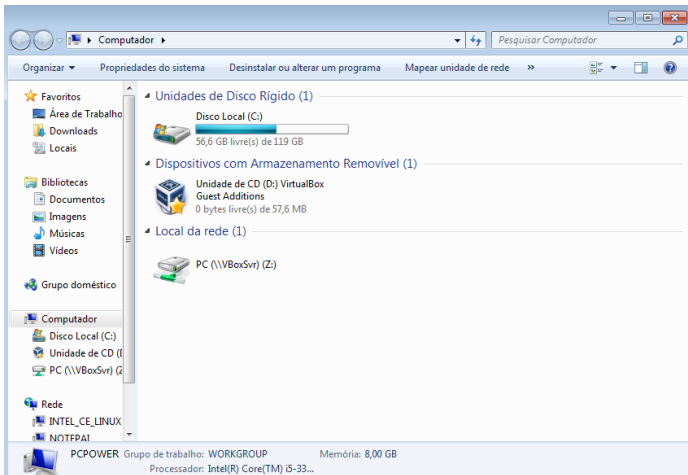 Computador
Pesquisar Computador
Organizar
Propriedades do sistema
Desinstalar ou alterar um programa
Mapear unidade de rede
»
Favoritos
Área de Trabalho
Downloads
Locais
Bibliotecas
Documentos
Imagens
Músicas
Vídeos
Grupo doméstico
Computador
Disco Local (C:)
Unidade de CD (
PC (\\VBoxSvr) (Z
Rede
INTEL_CE_LINUX
NOTEPAI
Unidades de Disco Rígido (1)
Disco Local (C:)
56,6 GB livre(s) de 119 GB
Dispositivos com Armazenamento Removível (1)
Unidade de CD (D:) VirtualBox
Guest Additions
0 bytes livre(s) de 57,6 MB
Local da rede (1)
PC (\\VBoxSvr) (Z:)
PCPOWER Grupo de trabalho: WORKGROUP Memória: 8,00 GB
Processador: Intel(R) Core(TM) i5-33...